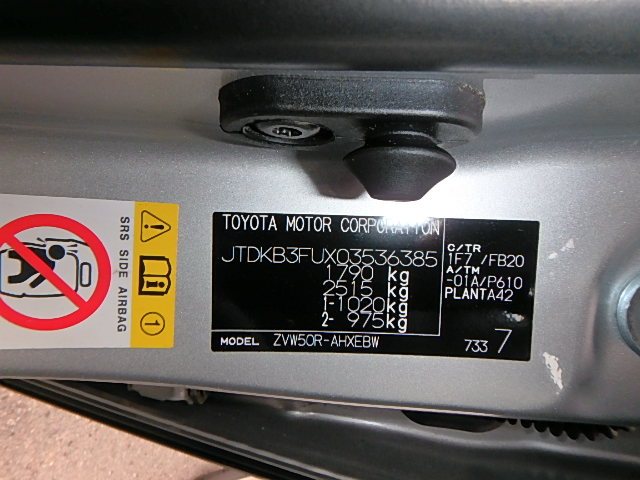 TOYOTA MOTOR CORPORATION
JTDKB3FUX03536385
1790 kg
2515 kg
1-1020kg
2- 975kg
C/TR
1F7 /FB20
A/TM
-01A/P610
PLANTA42
MODEL ZVW50R-AHXEBW
733 7
SRS SIDE AIRBAG
1